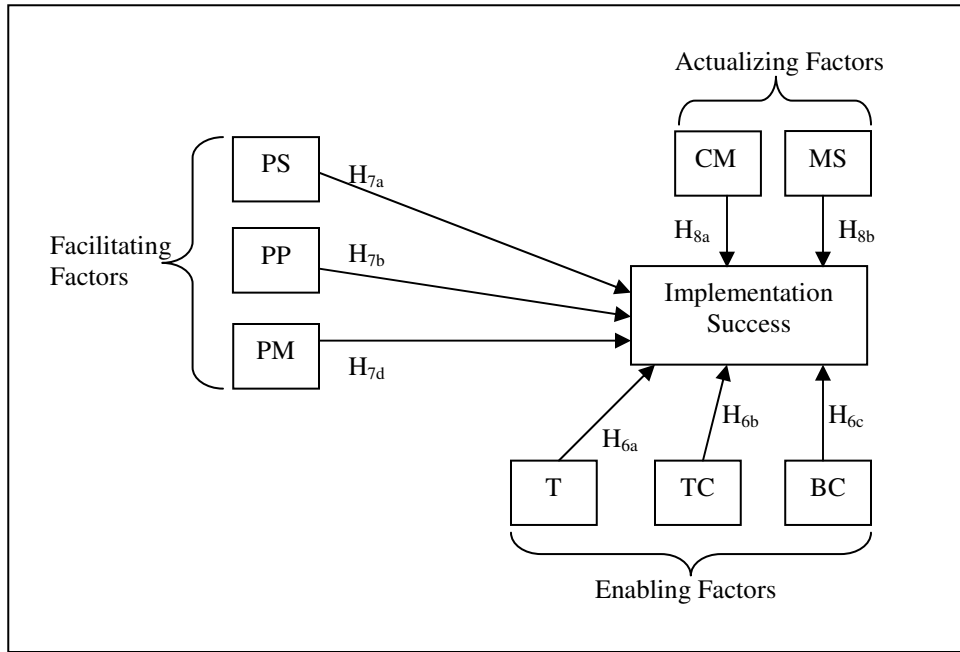 Actualizing Factors
CM
MS
PS
H7a
H8a
H8b
Facilitating
Factors
PP
H7b
Implementation
Success
PM
H7d
H6a
H6b
H6c
T
TC
BC
Enabling Factors